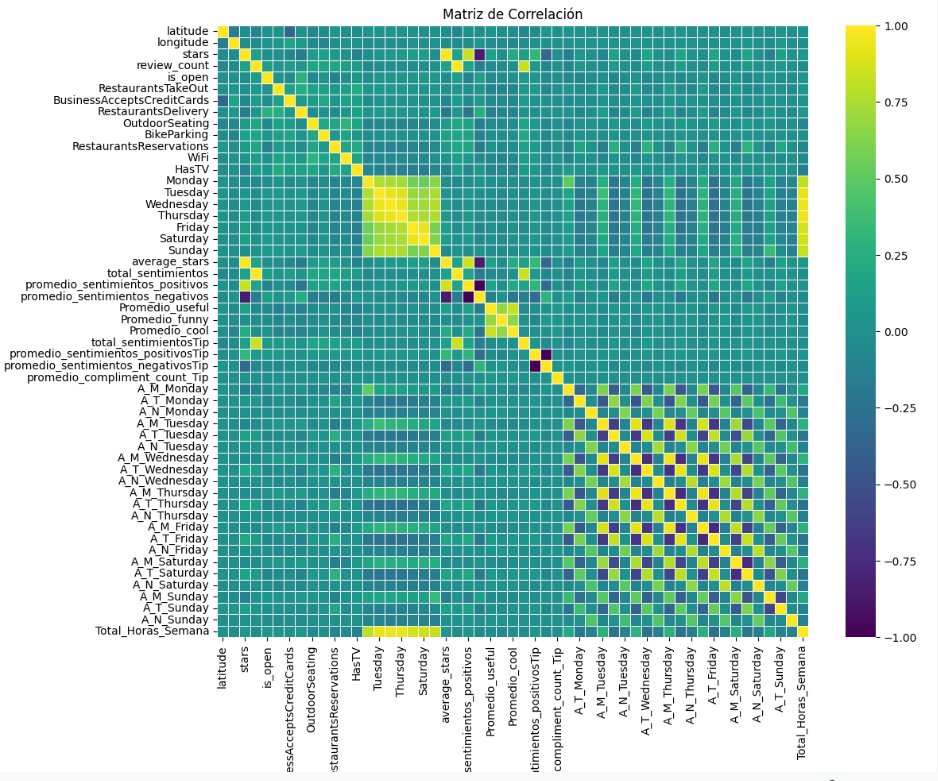 Matriz de Correlación
latitude
longitude
stars
review_count
is_open
RestaurantsTakeOut
BusinessAcceptsCreditCards
RestaurantsDelivery
OutdoorSeating
BikeParking
RestaurantsReservations
WiFi
HasTV
Monday
Tuesday
Wednesday
Thursday
Friday
Saturday
Sunday
average_stars
total_sentimientos
promedio_sentimientos_positivos
promedio_sentimientos_negativos
Promedio_useful
Promedio_funny
Promedio_cool
total_sentimientosTip
promedio_sentimientos_positivosTip
promedio_sentimientos_negativosTip
promedio_compliment_count_Tip
A_M_Monday
A_T_Monday
A_N_Monday
A_M_Tuesday
A_T_Tuesday
A_N_Tuesday
A_M_Wednesday
A_T_Wednesday
A_N_Wednesday
A_M_Thursday
A_T_Thursday
A_N_Thursday
A_M_Friday
A_T_Friday
A_N_Friday
A_M_Saturday
A_T_Saturday
A_N_Saturday
A_M_Sunday
A_T_Sunday
A_N_Sunday
Total_Horas_Semana
latitude
stars
is_open
essAcceptsCreditCards
OutdoorSeating
staurantsReservations
HasTV
Tuesday
Thursday
Saturday
average_stars
sentimientos_positivos
Promedio_useful
Promedio_cool
timientos_positivosTip
compliment_count_Tip
A_T_Monday
A_M_Tuesday
A_N_Tuesday
A_T_Wednesday
A_M_Thursday
A_N_Thursday
A_T_Friday
A_M_Saturday
A_N_Saturday
A_T_Sunday
Total_Horas_Semana
1.00
0.75
0.50
0.25
0.00
−0.25
−0.50
−0.75
−1.00